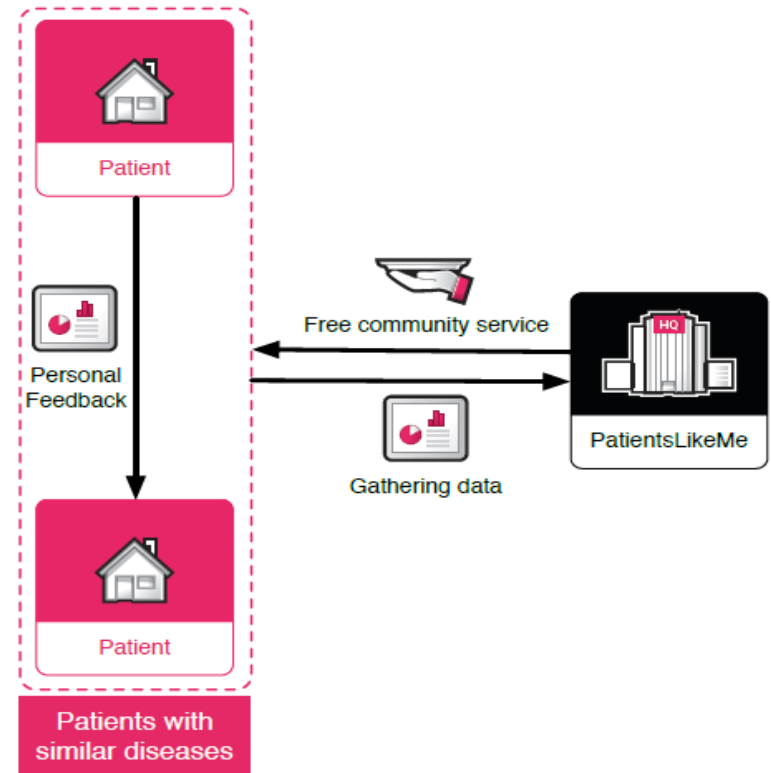 Patient
Personal
Feedback
Free community service
HQ
PatientsLikeMe
Gathering data
Patient
Patients with
similar diseases